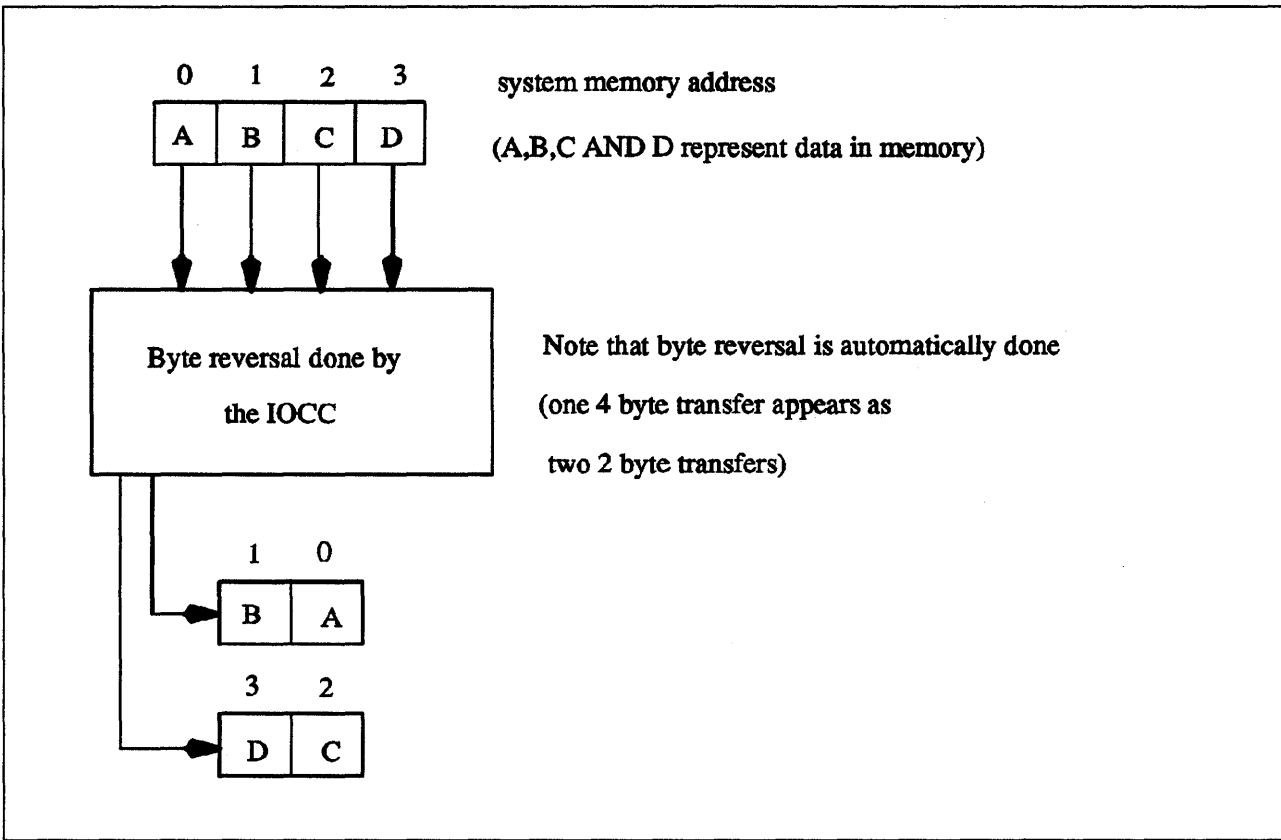 0 1 2 3
system memory address
A B C D
(A,B,C AND D represent data in memory)
Byte reversal done by
the IOCC
Note that byte reversal is automatically done
(one 4 byte transfer appears as
two 2 byte transfers)
1 0
B A
3 2
D C